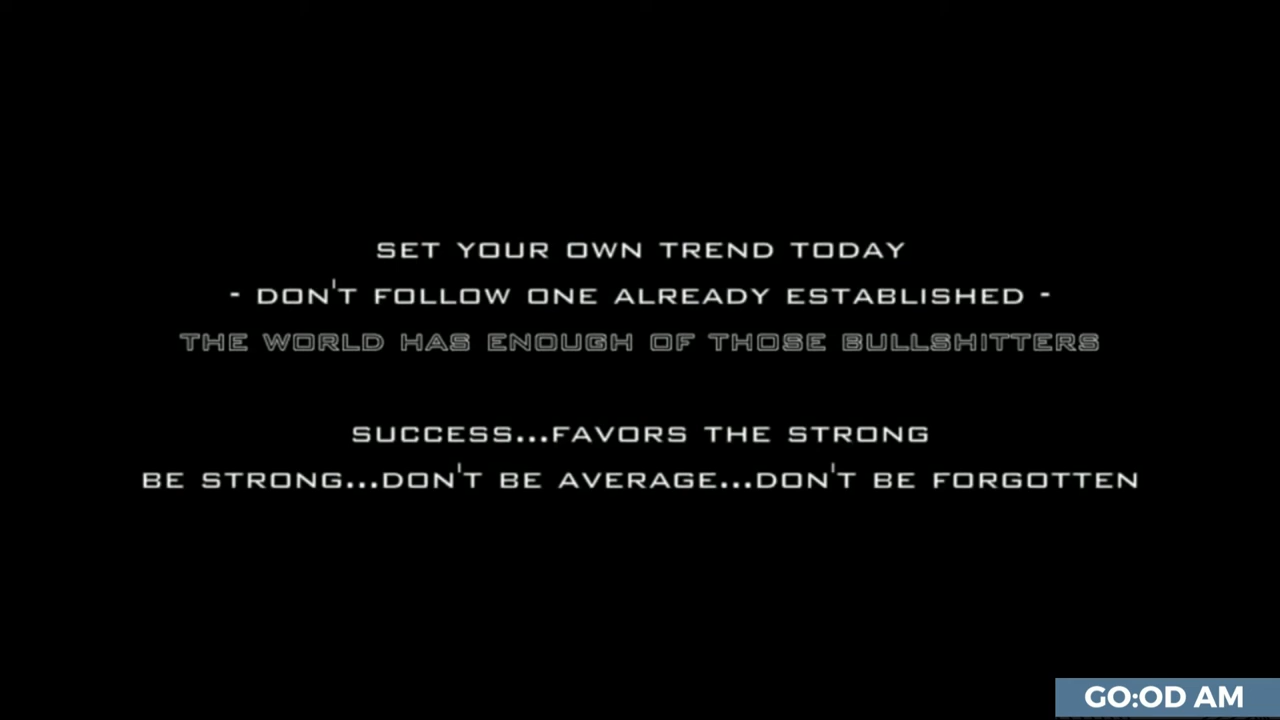 SET YOUR OWN TREND TODAY
- DON'T FOLLOW ONE ALREADY ESTABLISHED -
THE WORLD HAS ENOUGH OF THOSE BULLSHITTERS
SUCCESS...FAVORS THE STRONG
BE STRONG...DON'T BE AVERAGE...DON'T BE FORGOTTEN
GO:OD AM